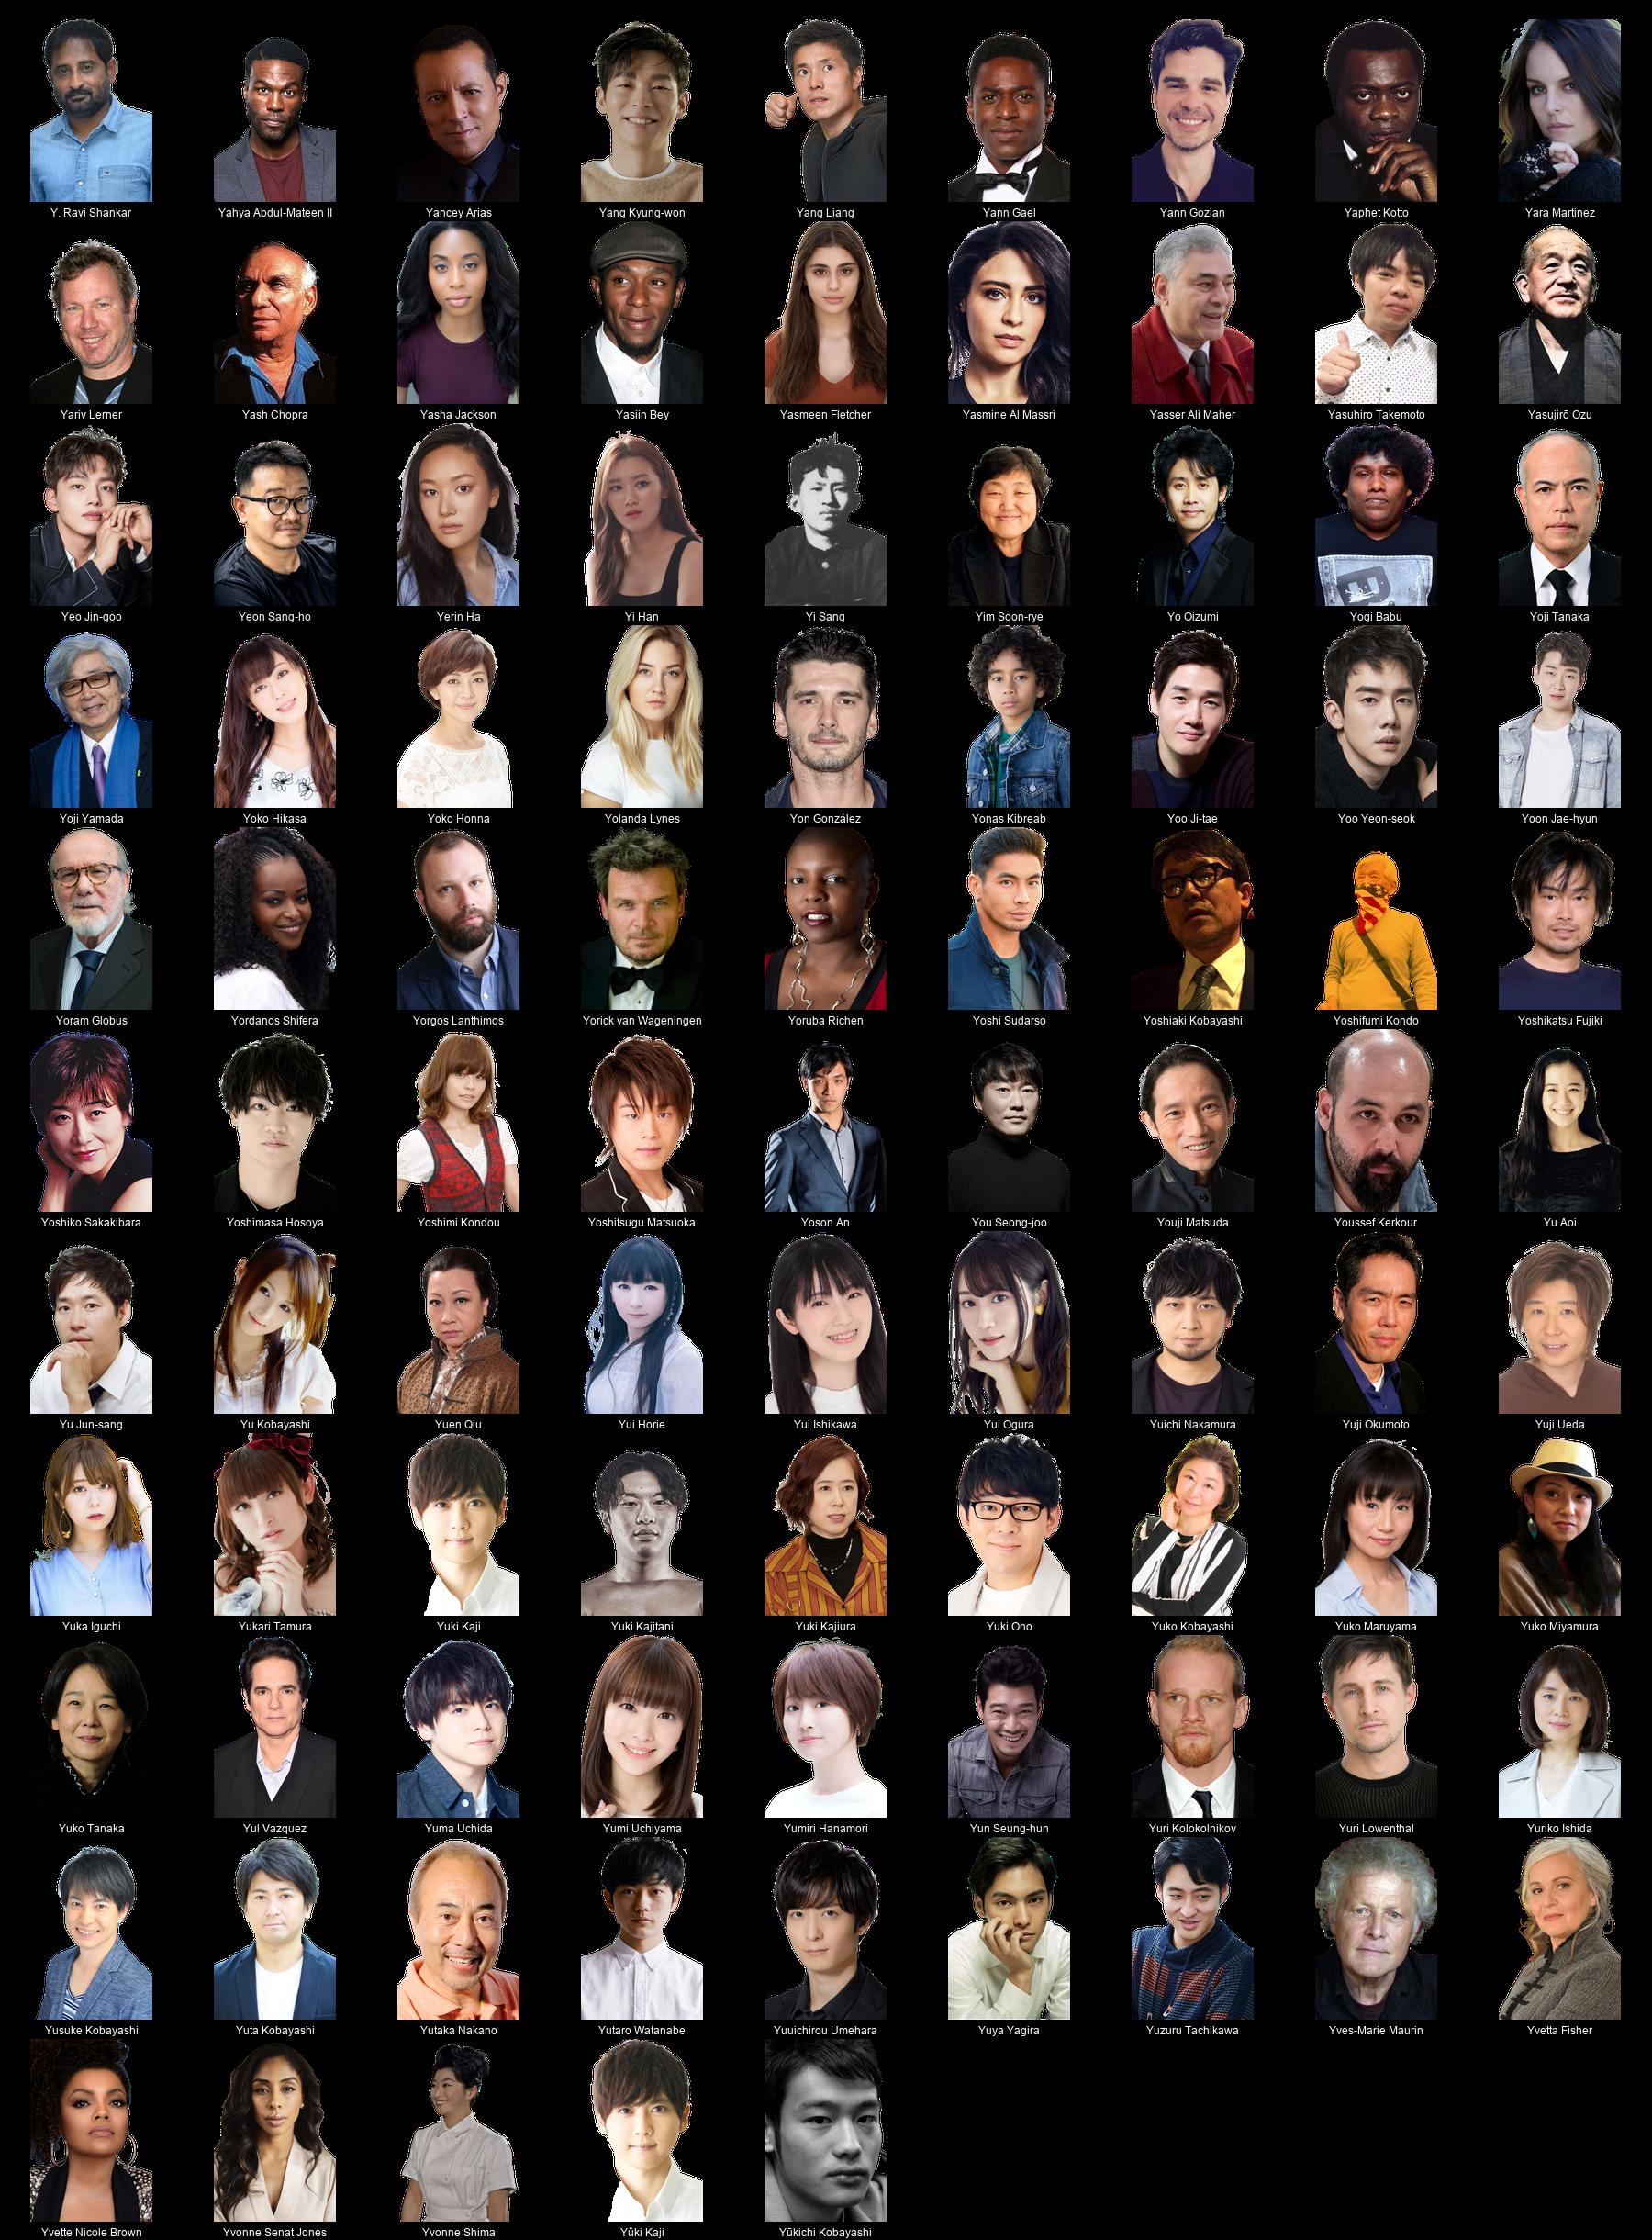 Y. Ravi Shankar
Yahya Abdul-Mateen II
Yancey Arias
Yang Kyung-won
Yang Liang
Yann Gael
Yann Gozlan
Yaphet Kotto
Yara Martinez
Yariv Lerner
Yash Chopra
Yasha Jackson
Yasiin Bey
Yasmeen Fletcher
Yasmine Al Massri
Yasser Ali Maher
Yasuhiro Takemoto
Yasujirō Ozu
Yeo Jin-goo
Yeon Sang-ho
Yerin Ha
Yi Han
Yi Sang
Yim Soon-rye
Yo Oizumi
Yogi Babu
Yoji Tanaka
Yoji Yamada
Yoko Hikasa
Yoko Honna
Yolanda Lynes
Yon González
Yonas Kibreab
Yoo Ji-tae
Yoo Yeon-seok
Yoon Jae-hyun
Yoram Globus
Yordanos Shifera
Yorgos Lanthimos
Yorick van Wageningen
Yoruba Richen
Yoshi Sudarso
Yoshiaki Kobayashi
Yoshifumi Kondo
Yoshikatsu Fujiki
Yoshiko Sakakibara
Yoshimasa Hosoya
Yoshimi Kondou
Yoshitsugu Matsuoka
Yoson An
You Seong-joo
Youji Matsuda
Youssef Kerkour
Yu Aoi
Yu Jun-sang
Yu Kobayashi
Yuen Qiu
Yui Horie
Yui Ishikawa
Yui Ogura
Yuichi Nakamura
Yuji Okumoto
Yuji Ueda
Yuka Iguchi
Yukari Tamura
Yuki Kaji
Yuki Kajitani
Yuki Kajiura
Yuki Ono
Yuko Kobayashi
Yuko Maruyama
Yuko Miyamura
Yuko Tanaka
Yul Vazquez
Yuma Uchida
Yumi Uchiyama
Yumiri Hanamori
Yun Seung-hun
Yuri Kolokolnikov
Yuri Lowenthal
Yuriko Ishida
Yusuke Kobayashi
Yuta Kobayashi
Yutaka Nakano
Yutaro Watanabe
Yuuichirou Umehara
Yuya Yagira
Yuzuru Tachikawa
Yves-Marie Maurin
Yvetta Fisher
Yvette Nicole Brown
Yvonne Senat Jones
Yvonne Shima
Yûki Kaji
Yūkichi Kobayashi